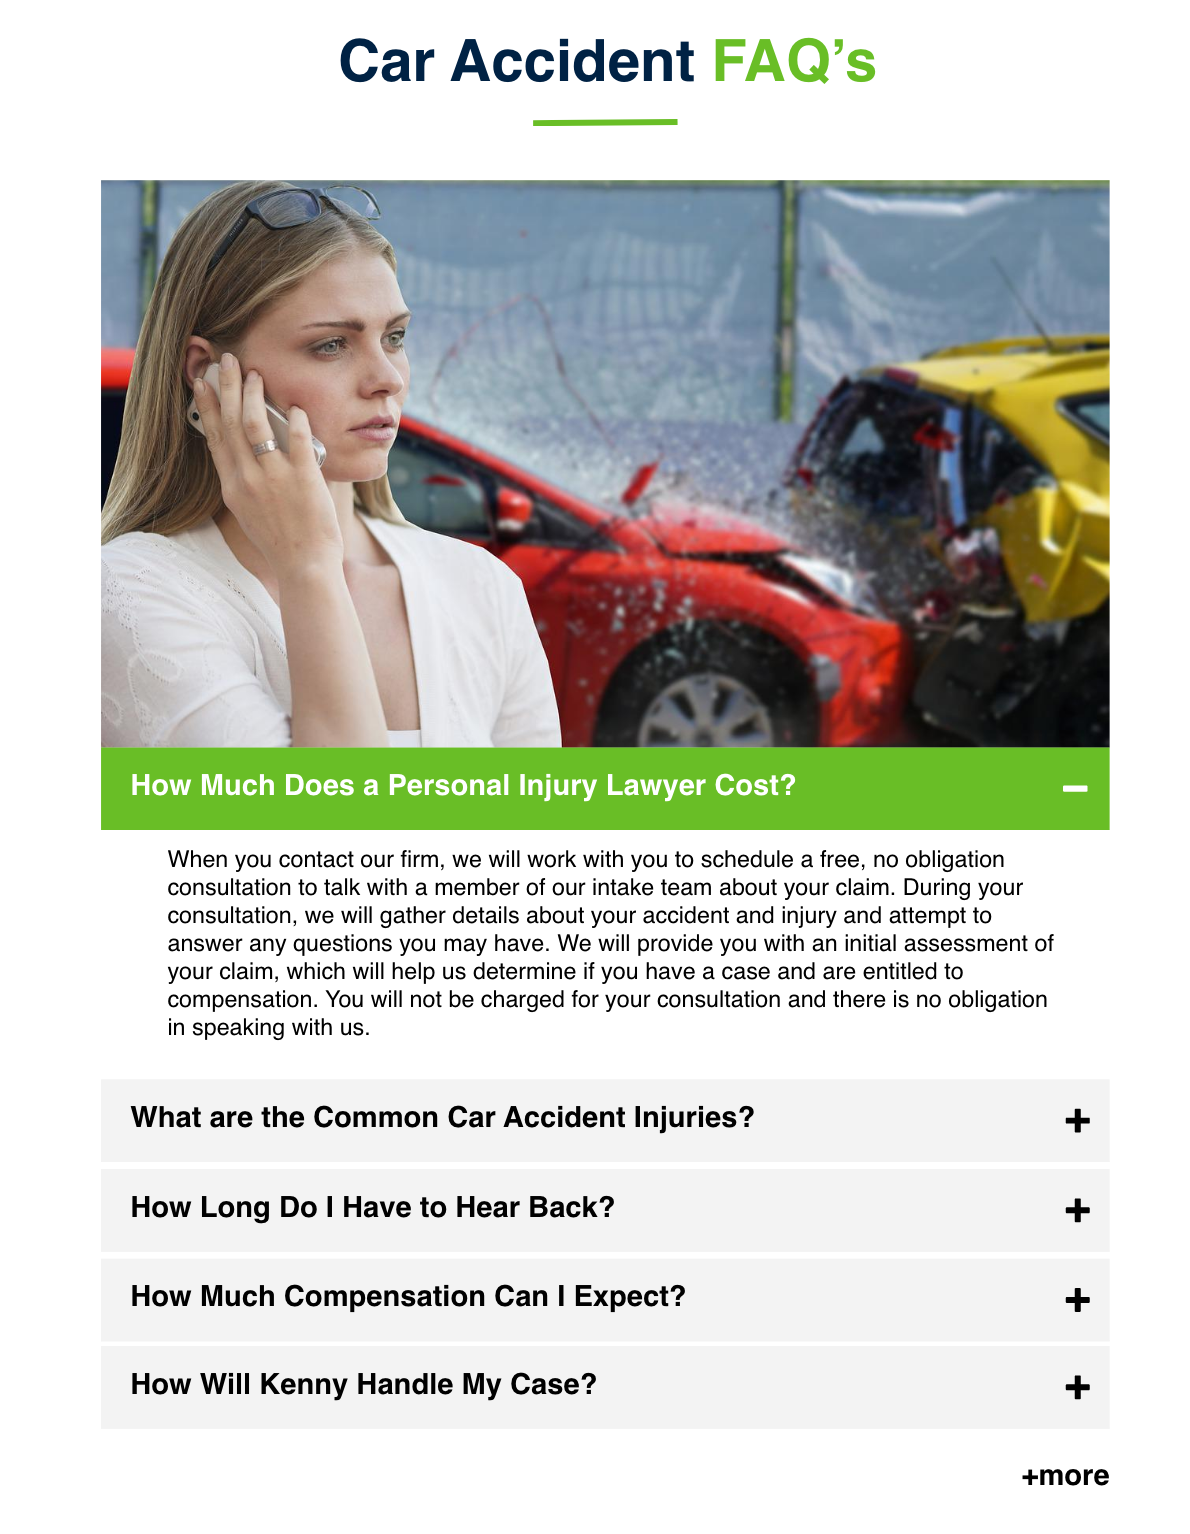 Car Accident FAQ’s
How Much Does a Personal Injury Lawyer Cost?
When you contact our firm, we will work with you to schedule a free, no obligation
consultation to talk with a member of our intake team about your claim. During your
consultation, we will gather details about your accident and injury and attempt to
answer any questions you may have. We will provide you with an initial assessment of
your claim, which will help us determine if you have a case and are entitled to
compensation. You will not be charged for your consultation and there is no obligation
in speaking with us.
What are the Common Car Accident Injuries?
How Long Do I Have to Hear Back?
How Much Compensation Can I Expect?
How Will Kenny Handle My Case?
+more